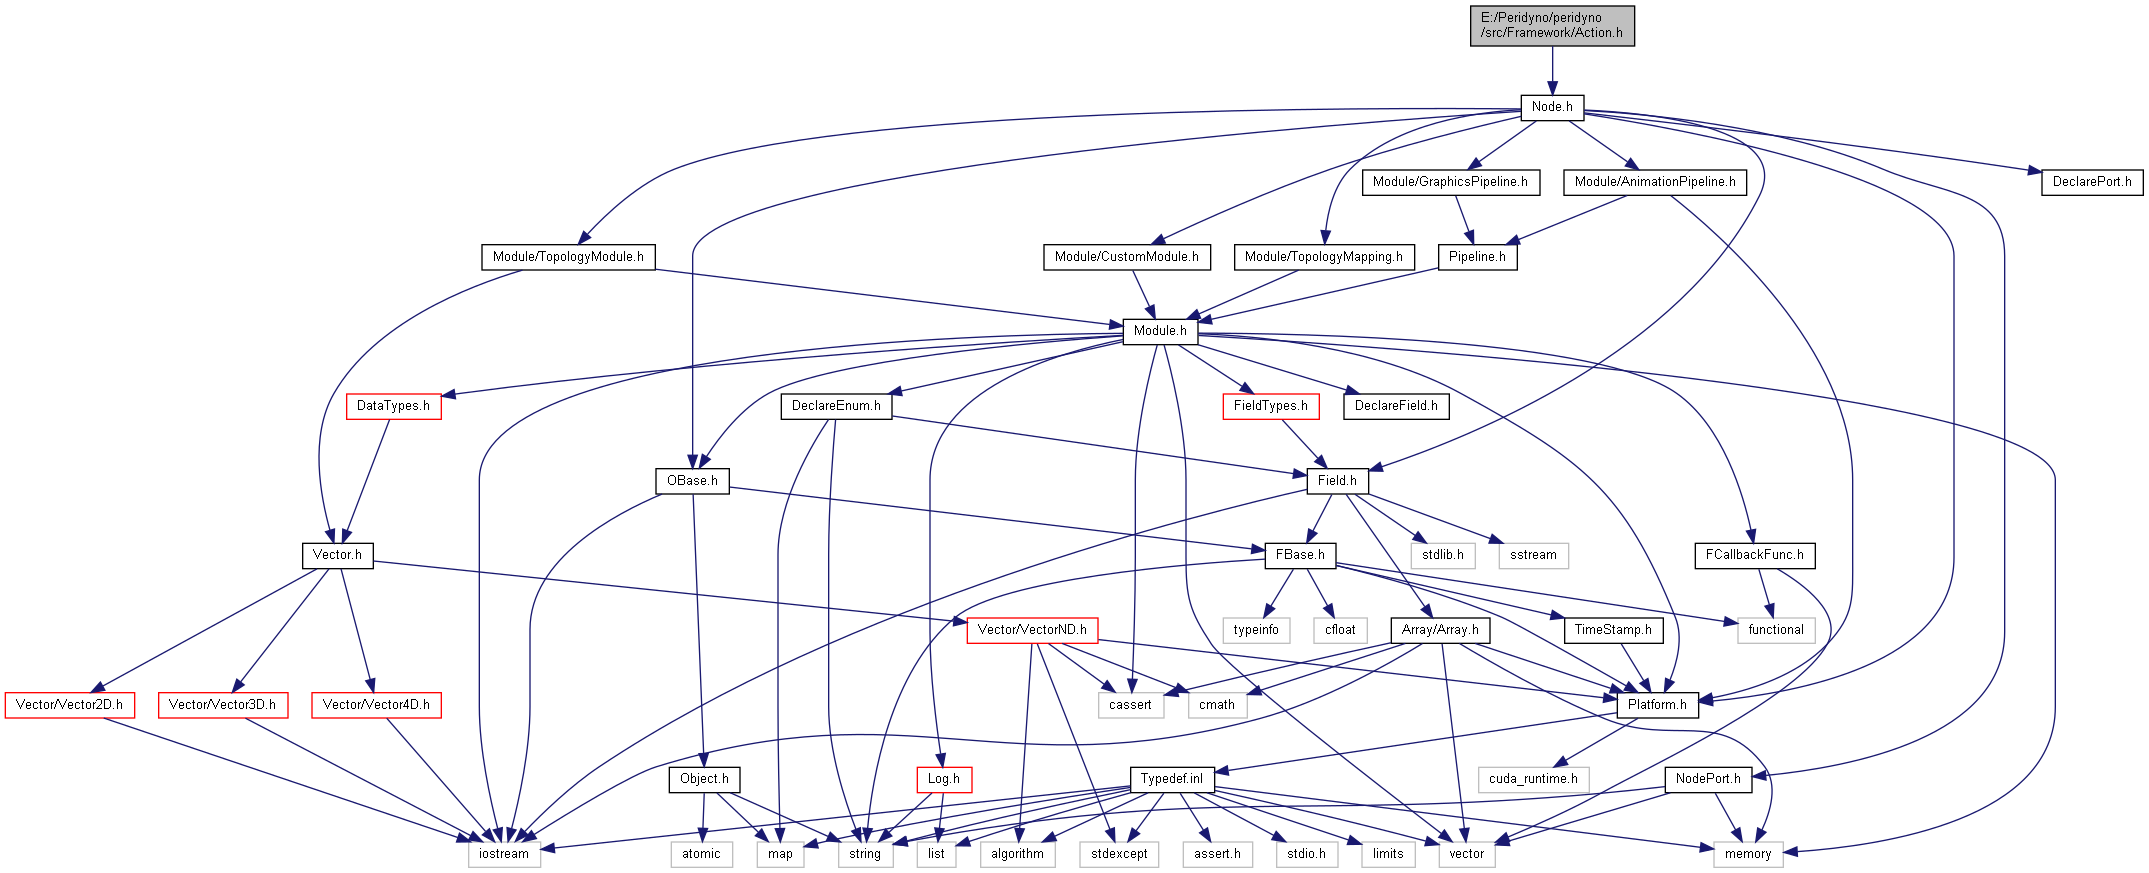 E:/Peridyno/peridyno
/src/Framework/Action.h
Node.h
Module/GraphicsPipeline.h
Module/AnimationPipeline.h
DeclarePort.h
Module/TopologyModule.h
Module/CustomModule.h
Module/TopologyMapping.h
Pipeline.h
Module.h
DataTypes.h
DeclareEnum.h
FieldTypes.h
DeclareField.h
OBase.h
Field.h
Vector.h
FBase.h
stdlib.h
sstream
FCallbackFunc.h
Vector/VectorND.h
typeinfo
cfloat
Array/Array.h
TimeStamp.h
functional
Vector/Vector2D.h
Vector/Vector3D.h
Vector/Vector4D.h
cassert
cmath
Platform.h
Object.h
Log.h
Typedef.inl
cuda_runtime.h
NodePort.h
iostream
atomic
map
string
list
algorithm
stdexcept
assert.h
stdio.h
limits
vector
memory